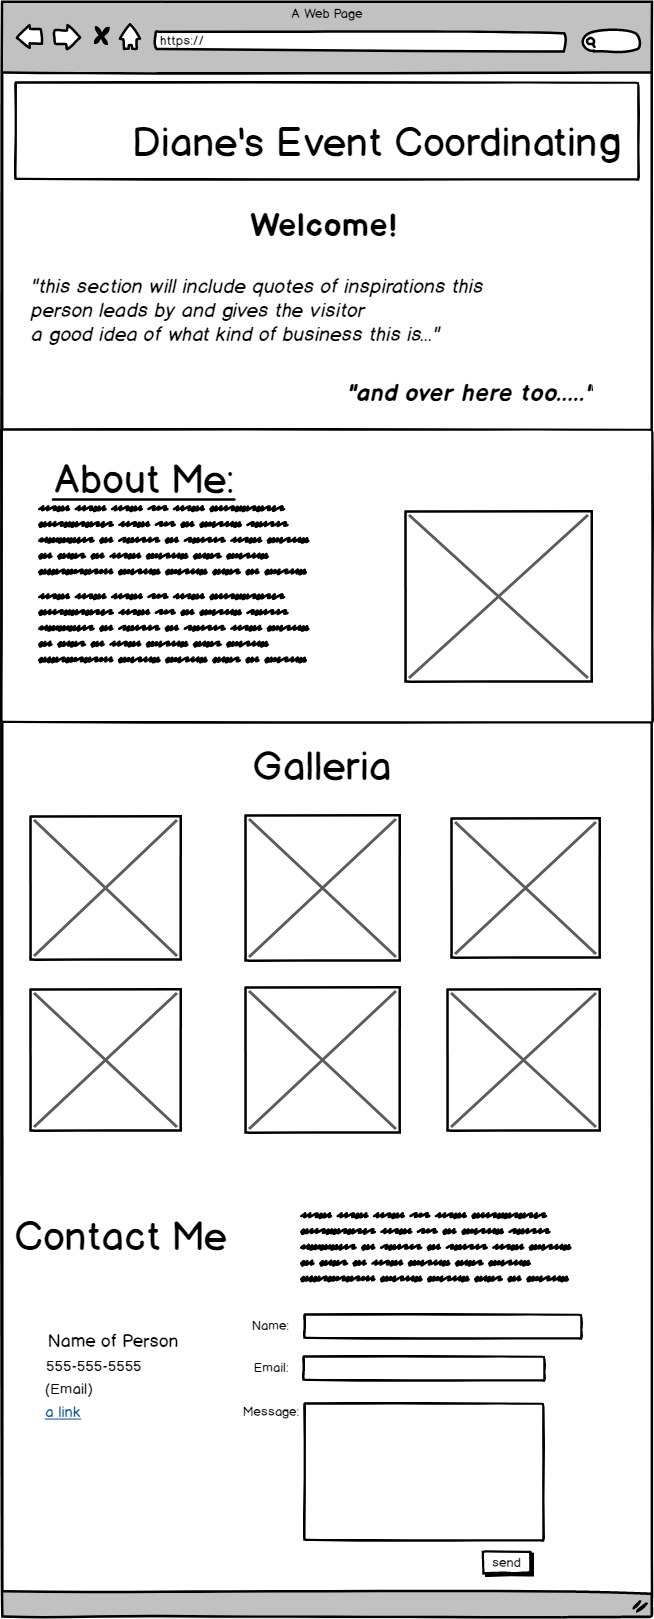 A Web Page
https://
Diane's Event Coordinating
Welcome!
"this section will include quotes of inspirations this
person leads by and gives the visitor
a good idea of what kind of business this is..."
"and over here too....."
About Me:
Galleria
Contact Me
Name of Person
555-555-5555
(Email)
a link
Name:
Email:
Message:
send